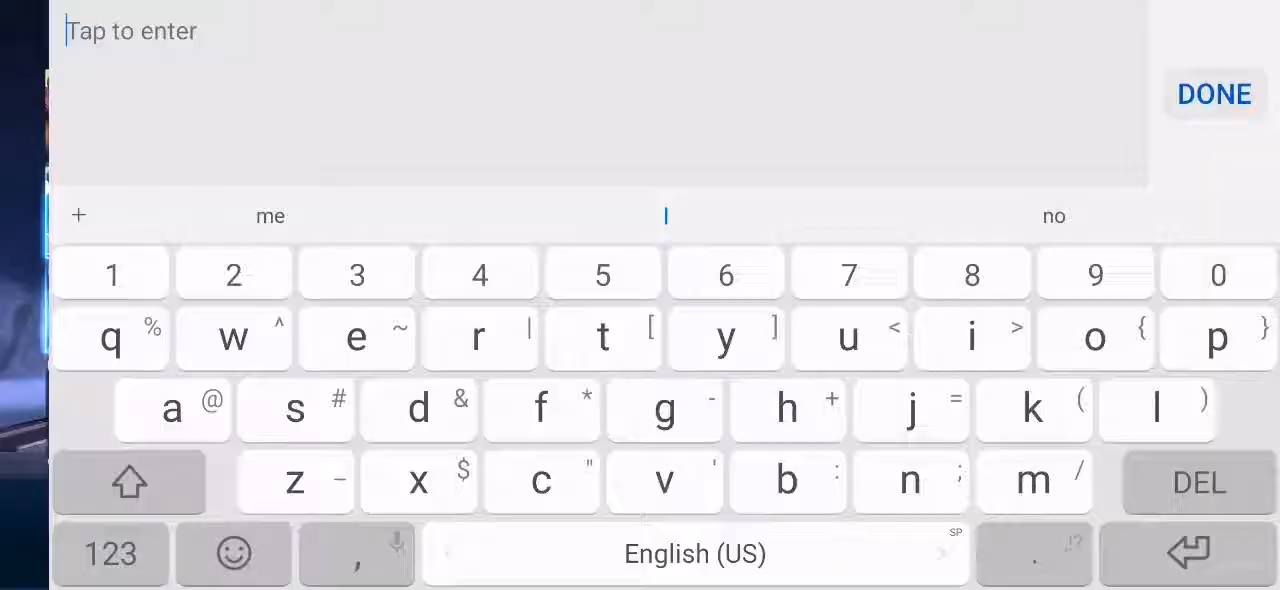 Tap to enter
DONE
+ me I no
1 2 3 4 5 6 7 8 9 0
q % w ^ e ~ r | t [ y ] u < i > o { p }
a @ s # d & f * g - h + j = k ( l )
z _ x $ c " v ' b : n ; m / DEL
123 , English (US) SP . ,!?